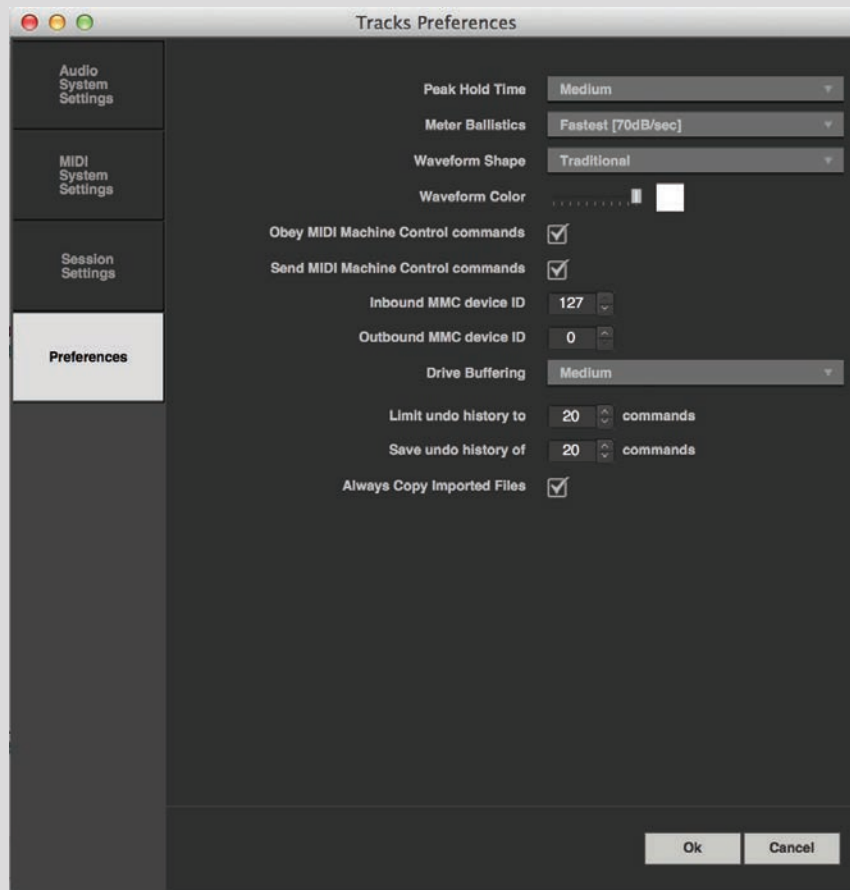 Tracks Preferences
Audio
System
Settings
MIDI
System
Settings
Session
Settings
Preferences
Peak Hold Time Medium
Meter Ballistics Fastest [70dB/sec]
Waveform Shape Traditional
Waveform Color
Obey MIDI Machine Control commands
Send MIDI Machine Control commands
Inbound MMC device ID 127
Outbound MMC device ID 0
Drive Buffering Medium
Limit undo history to 20 commands
Save undo history of 20 commands
Always Copy Imported Files
Ok Cancel